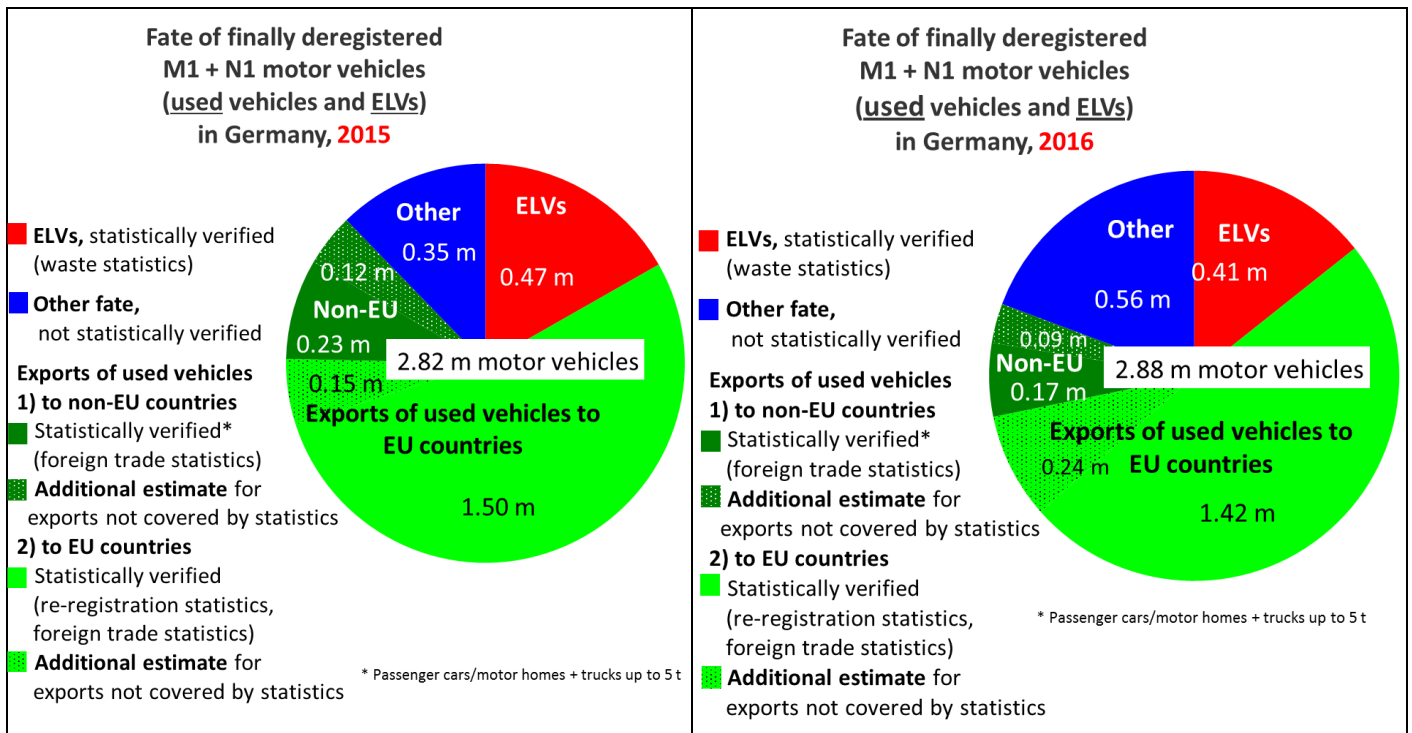 Fate of finally deregistered
M1 + N1 motor vehicles
(used vehicles and ELVs)
in Germany, 2015
ELVs, statistically verified
(waste statistics)
Other fate,
not statistically verified
Exports of used vehicles
1) to non-EU countries
Statistically verified*
(foreign trade statistics)
Additional estimate for
exports not covered by statistics
2) to EU countries
Statistically verified
(re-registration statistics,
foreign trade statistics)
Additional estimate for
exports not covered by statistics
Other
0.35 m
ELVs
0.47 m
0.12 m
Non-EU
0.23 m
2.82 m motor vehicles
0.15 m
Exports of used vehicles to
EU countries
1.50 m
* Passenger cars/motor homes + trucks up to 5 t
Fate of finally deregistered
M1 + N1 motor vehicles
(used vehicles and ELVs)
in Germany, 2016
ELVs, statistically verified
(waste statistics)
Other fate,
not statistically verified
Exports of used vehicles
1) to non-EU countries
Statistically verified*
(foreign trade statistics)
Additional estimate for
exports not covered by statistics
2) to EU countries
Statistically verified
(re-registration statistics,
foreign trade statistics)
Additional estimate for
exports not covered by statistics
Other
0.56 m
ELVs
0.41 m
0.09 m
Non-EU
0.17 m
2.88 m motor vehicles
Exports of used vehicles to
EU countries
0.24 m
1.42 m
* Passenger cars/motor homes + trucks up to 5 t